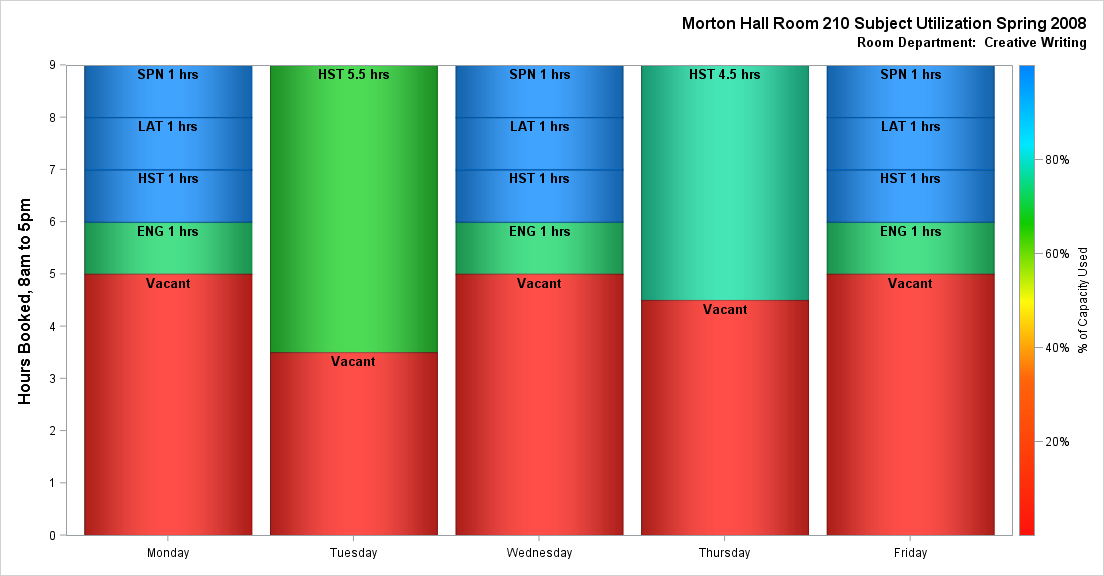 Morton Hall Room 210 Subject Utilization Spring 2008
Room Department:  Creative Writing
Hours Booked, 8am to 5pm
9
8
7
6
5
4
3
2
1
0
SPN 1 hrs
LAT 1 hrs
HST 1 hrs
ENG 1 hrs
Vacant
HST 5.5 hrs
Vacant
SPN 1 hrs
LAT 1 hrs
HST 1 hrs
ENG 1 hrs
Vacant
HST 4.5 hrs
Vacant
SPN 1 hrs
LAT 1 hrs
HST 1 hrs
ENG 1 hrs
Vacant
Monday
Tuesday
Wednesday
Thursday
Friday
80%
60%
40%
20%
% of Capacity Used